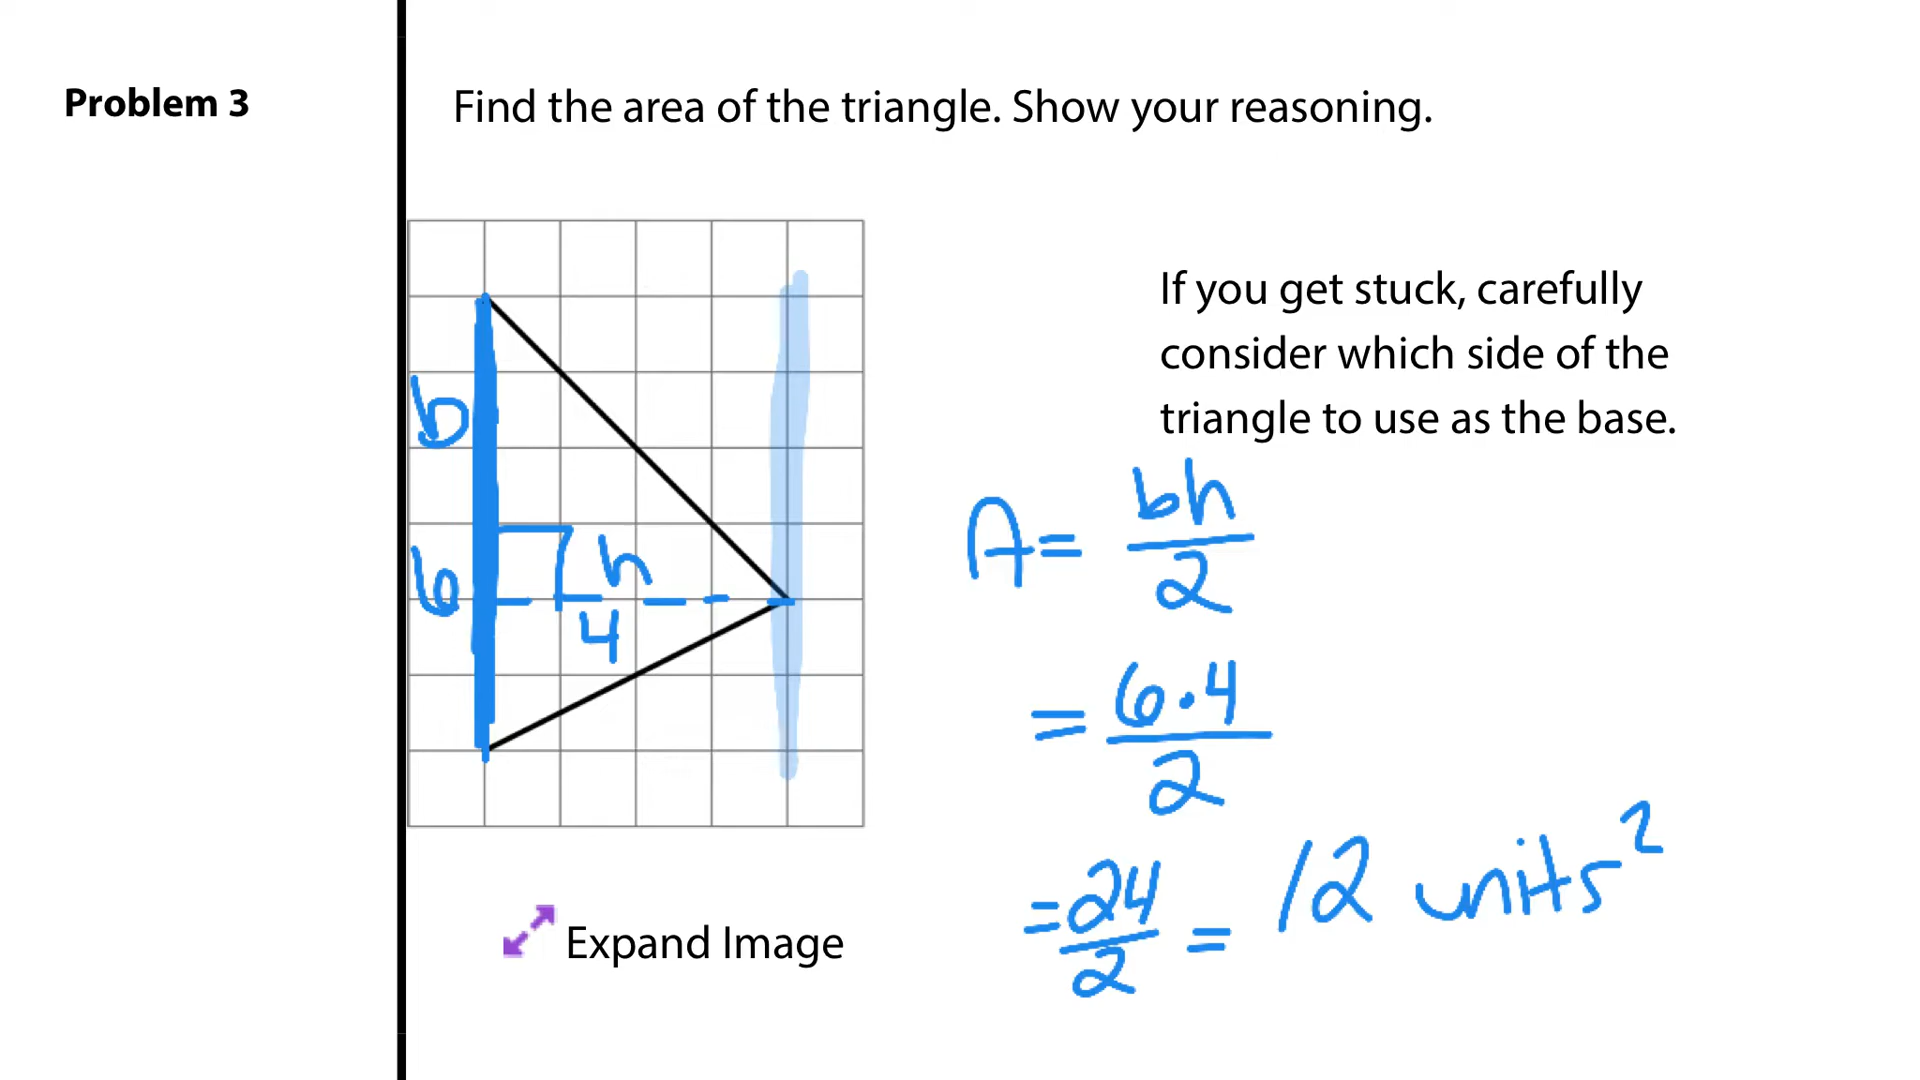 Problem 3
Find the area of the triangle. Show your reasoning.
If you get stuck, carefully
consider which side of the
triangle to use as the base.
b
6
h
4
A = bh/2
= 6·4/2
= 24/2 = 12 units²
Expand Image